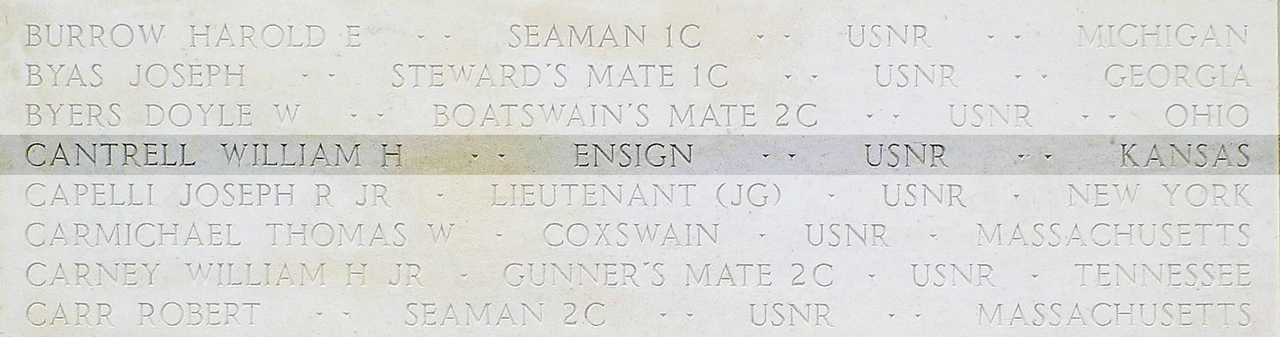 BURROW HAROLD E - - SEAMAN 1C - - USNR - - MICHIGAN
BYAS JOSEPH - - STEWARD'S MATE 1C - - USNR - - GEORGIA
BYERS DOYLE W - - BOATSWAIN'S MATE 2C - - USNR - - OHIO
CANTRELL WILLIAM H - - ENSIGN - - USNR - - KANSAS
CAPELLI JOSEPH R JR - LIEUTENANT (JG) - USNR - NEW YORK
CARMICHAEL THOMAS W - COXSWAIN - USNR - MASSACHUSETTS
CARNEY WILLIAM H JR - GUNNER'S MATE 2C - USNR - TENNESSEE
CARR ROBERT - - SEAMAN 2C - - USNR - - MASSACHUSETTS